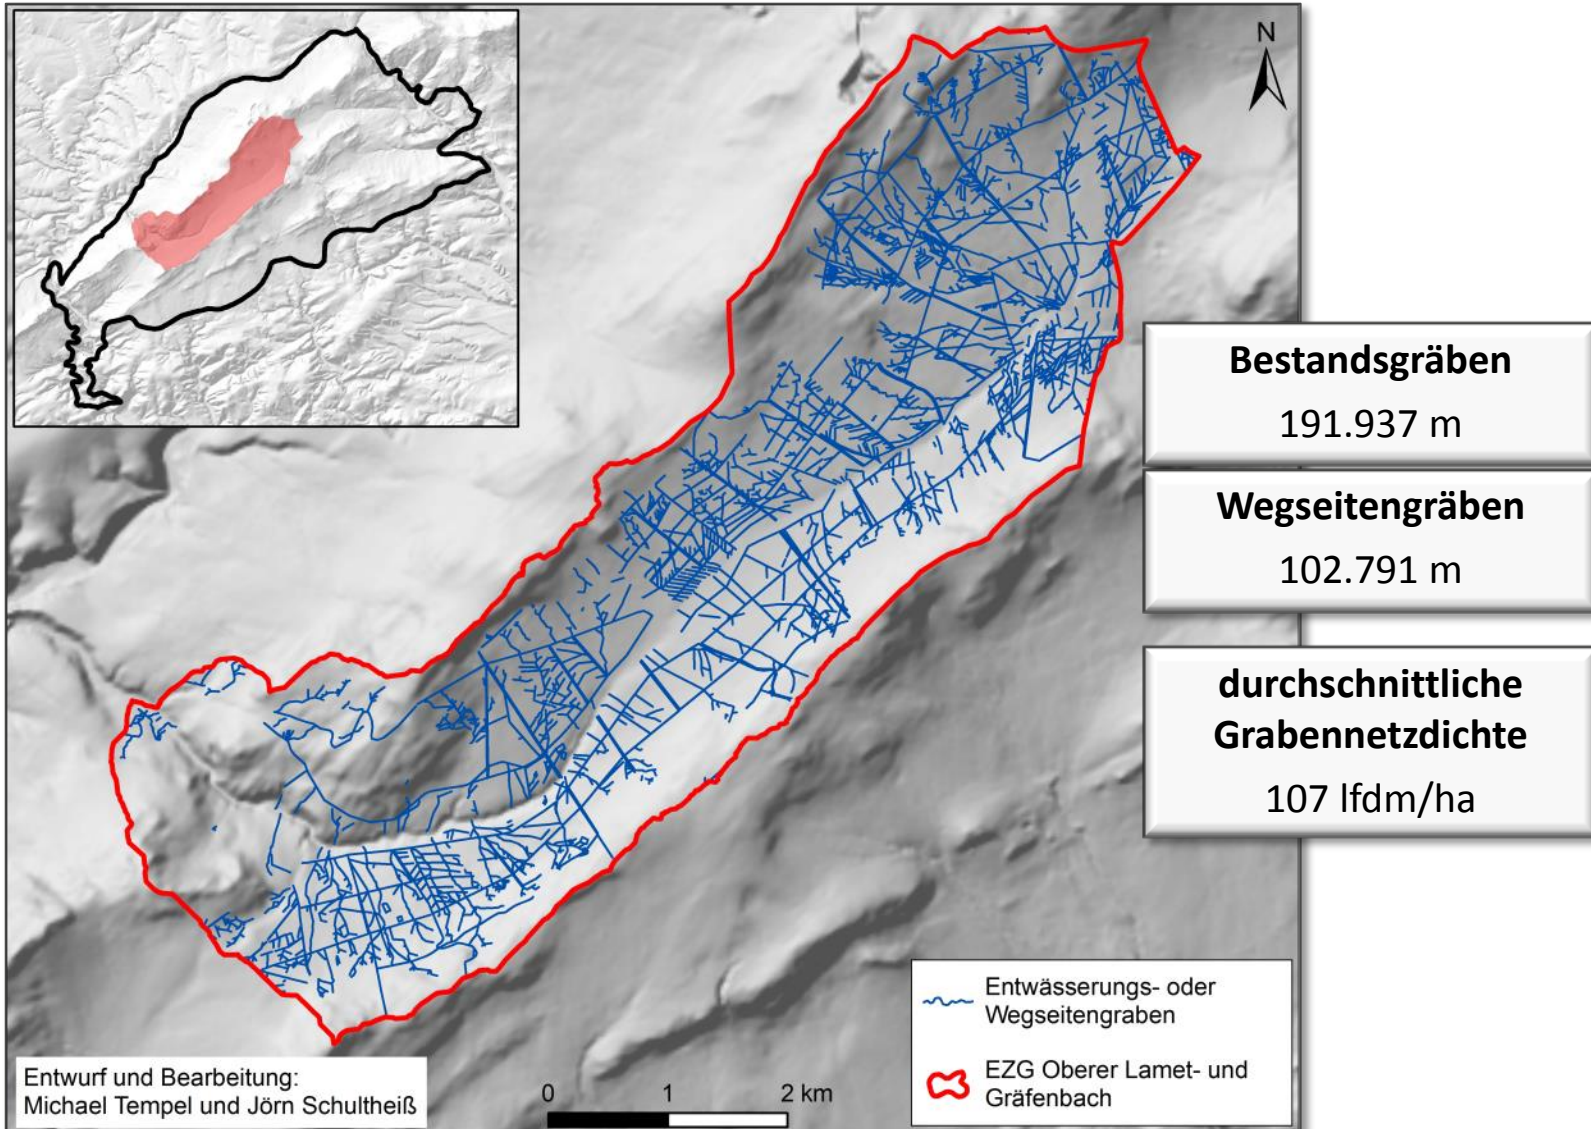 N
Bestandsgräben
191.937 m
Wegseitengräben
102.791 m
durchschnittliche
Grabennetzdichte
107 lfdm/ha
Entwässerungs- oder
Wegseitengraben
EZG Oberer Lamet- und
Gräfenbach
Entwurf und Bearbeitung:
Michael Tempel und Jörn Schultheiß
0 1 2 km